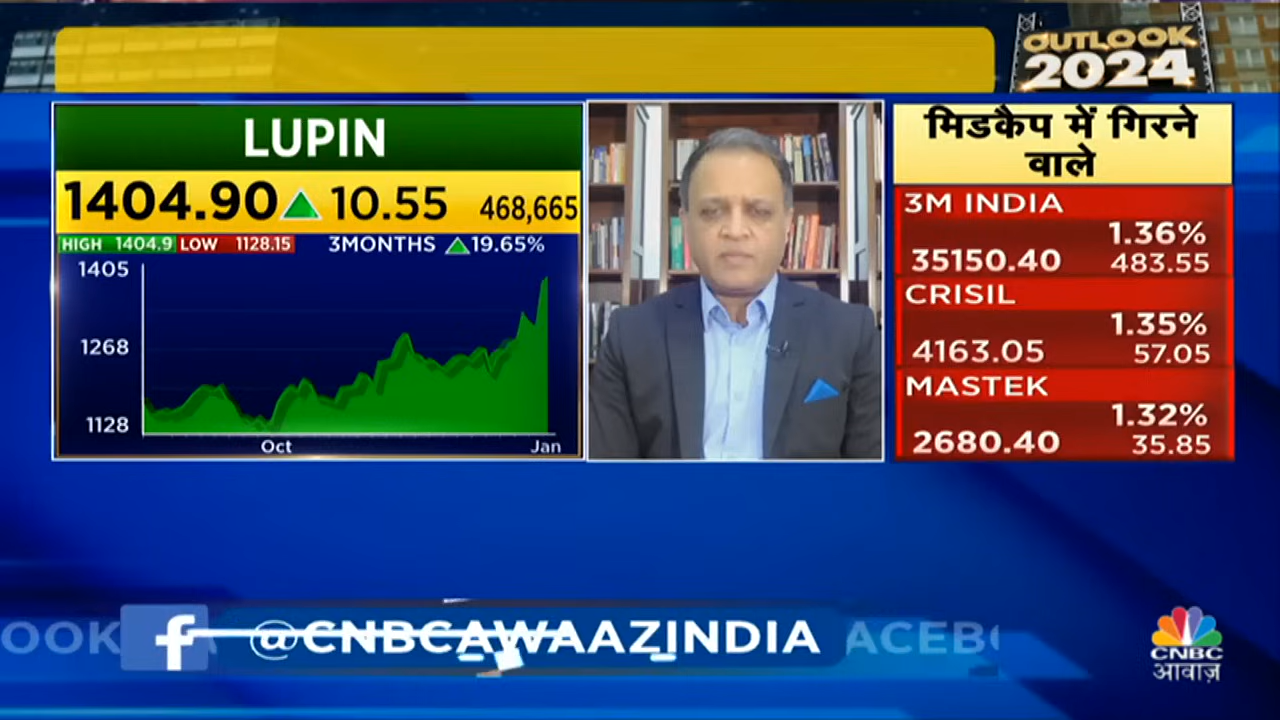 OUTLOOK
2024
LUPIN
1404.90 10.55 468,665
HIGH 1404.9 LOW 1128.15 3MONTHS 19.65%
1405
1268
1128
Oct Jan
मिडकैप में गिरने
वाले
3M INDIA
1.36%
35150.40 483.55
CRISIL
1.35%
4163.05 57.05
MASTEK
1.32%
2680.40 35.85
OOK f @CNBCAWAAZINDIA ACEB
CNBC
आवाज़